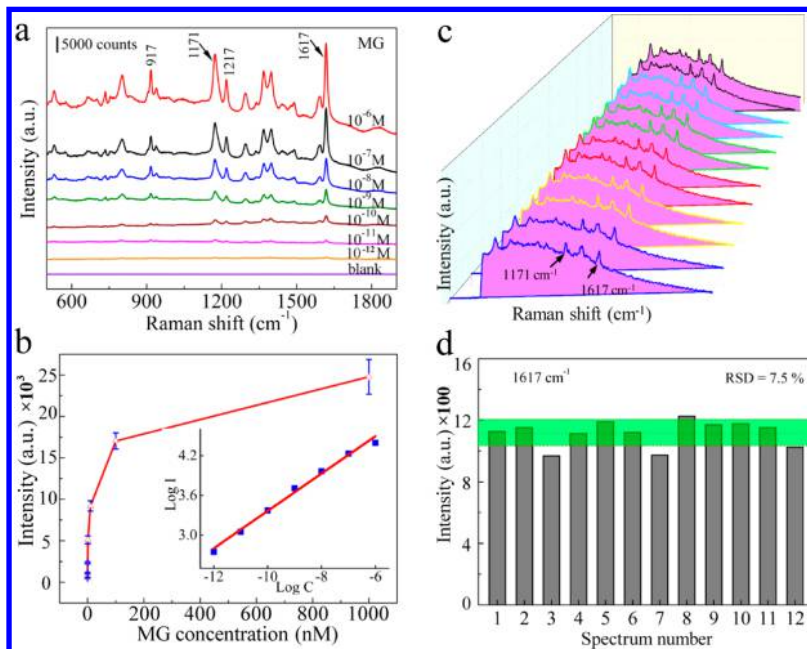 a
5000 counts
917
1171
1217
1617
MG
10⁻⁶M
10⁻⁷M
10⁻⁸M
10⁻⁹M
10⁻¹⁰M
10⁻¹¹M
10⁻¹²M
blank
Intensity (a.u.)
600 900 1200 1500 1800
Raman shift (cm⁻¹)
b
Intensity (a.u.) ×10³
25
20
15
10
5
0
0 200 400 600 800 1000
MG concentration (nM)
Log I
4.2
3.6
3.0
-12 -10 -8 -6
Log C
c
Intensity (a.u.)
1171 cm⁻¹
1617 cm⁻¹
Raman shift (cm⁻¹)
d
1617 cm⁻¹ RSD = 7.5 %
Intensity (a.u.) ×100
16
12
8
4
0
1 2 3 4 5 6 7 8 9 10 11 12
Spectrum number